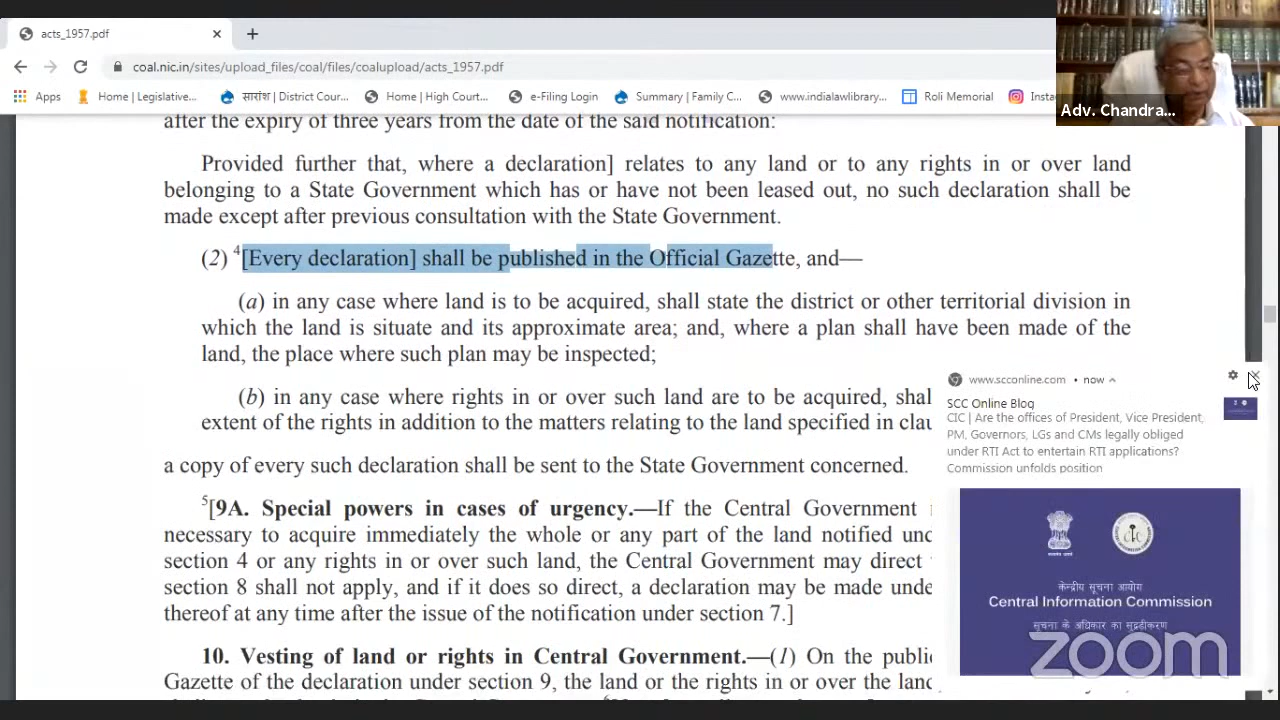 acts_1957.pdf
coal.nic.in/sites/upload_files/coal/files/coalupload/acts_1957.pdf
Apps Home | Legislative... सारांश | District Cour... Home | High Court... e-Filing Login Summary | Family C... www.indialawlibrary... Roli Memorial Insta
Adv. Chandra...
after the expiry of three years from the date of the said notification:
Provided further that, where a declaration] relates to any land or to any rights in or over land
belonging to a State Government which has or have not been leased out, no such declaration shall be
made except after previous consultation with the State Government.
(2) 4[Every declaration] shall be published in the Official Gazette, and—
(a) in any case where land is to be acquired, shall state the district or other territorial division in
which the land is situate and its approximate area; and, where a plan shall have been made of the
land, the place where such plan may be inspected;
(b) in any case where rights in or over such land are to be acquired, shal
extent of the rights in addition to the matters relating to the land specified in clau
a copy of every such declaration shall be sent to the State Government concerned.
5[9A. Special powers in cases of urgency.—If the Central Government
necessary to acquire immediately the whole or any part of the land notified und
section 4 or any rights in or over such land, the Central Government may direct
section 8 shall not apply, and if it does so direct, a declaration may be made unde
thereof at any time after the issue of the notification under section 7.]
10. Vesting of land or rights in Central Government.—(1) On the public
Gazette of the declaration under section 9, the land or the rights in or over the land
www.scconline.com • now
SCC Online Blog
CIC | Are the offices of President, Vice President,
PM, Governors, LGs and CMs legally obliged
under RTI Act to entertain RTI applications?
Commission unfolds position
केन्द्रीय सूचना आयोग
Central Information Commission
सूचना के अधिकार का सुदृढ़ीकरण
zoom